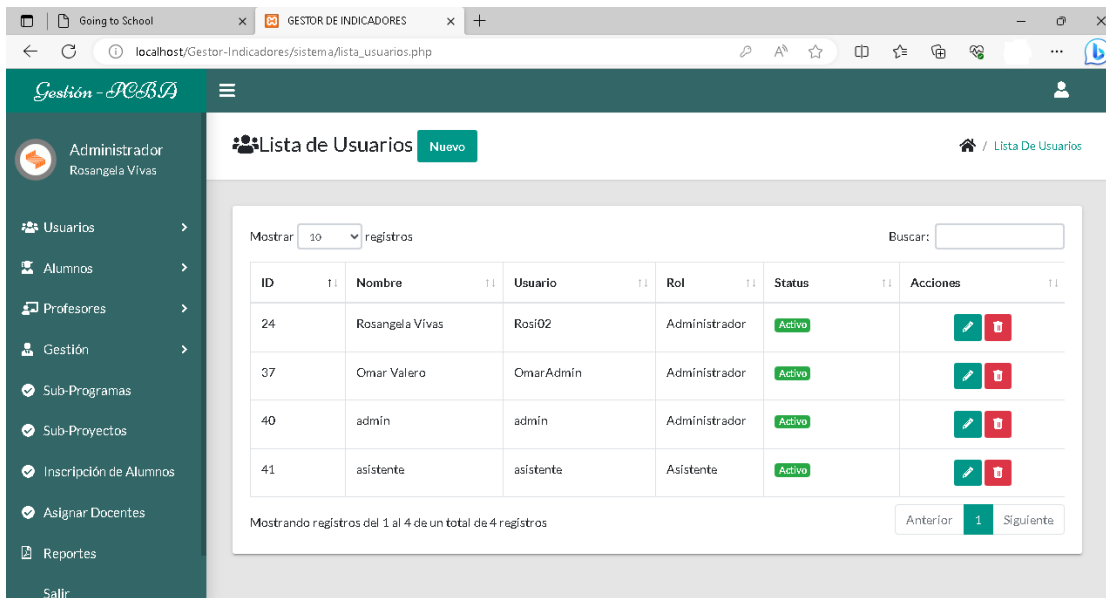 Going to School
GESTOR DE INDICADORES
localhost/Gestor-Indicadores/sistema/lista_usuarios.php
Gestión - PCBA
Administrador
Rosangela Vivas
Usuarios
Alumnos
Profesores
Gestión
Sub-Programas
Sub-Proyectos
Inscripción de Alumnos
Asignar Docentes
Reportes
Salir
Lista de Usuarios Nuevo
/ Lista De Usuarios
Mostrar 10 registros Buscar:
ID Nombre Usuario Rol Status Acciones
24 Rosangela Vivas Rosi02 Administrador Activo
37 Omar Valero OmarAdmin Administrador Activo
40 admin admin Administrador Activo
41 asistente asistente Asistente Activo
Mostrando registros del 1 al 4 de un total de 4 registros
Anterior 1 Siguiente